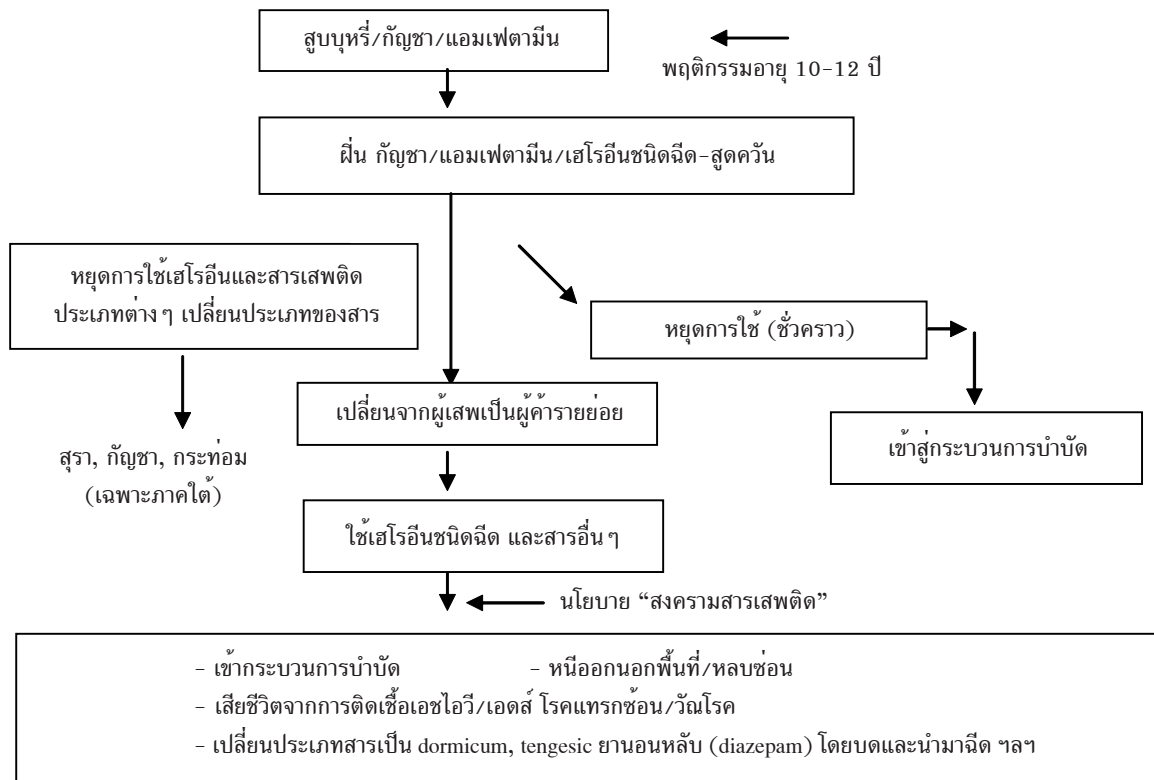 สูบบุหรี่/กัญชา/แอมเฟตามีน
พฤติกรรมอายุ 10-12 ปี
ฝิ่น กัญชา/แอมเฟตามีน/เฮโรอีนชนิดฉีด-สูดควัน
หยุดการใช้เฮโรอีนและสารเสพติด
ประเภทต่างๆ เปลี่ยนประเภทของสาร
หยุดการใช้ (ชั่วคราว)
เปลี่ยนจากผู้เสพเป็นผู้ค้ารายย่อย
เข้าสู่กระบวนการบำบัด
สุรา, กัญชา, กระท่อม
(เฉพาะภาคใต้)
ใช้เฮโรอีนชนิดฉีด และสารอื่นๆ
นโยบาย “สงครามสารเสพติด”
- เข้ากระบวนการบำบัด - หนีออกนอกพื้นที่/หลบซ่อน
- เสียชีวิตจากการติดเชื้อเอชไอวี/เอดส์ โรคแทรกซ้อน/วัณโรค
- เปลี่ยนประเภทสารเป็น dormicum, tengesic ยานอนหลับ (diazepam) โดยบดและนำมาฉีด ฯลฯ